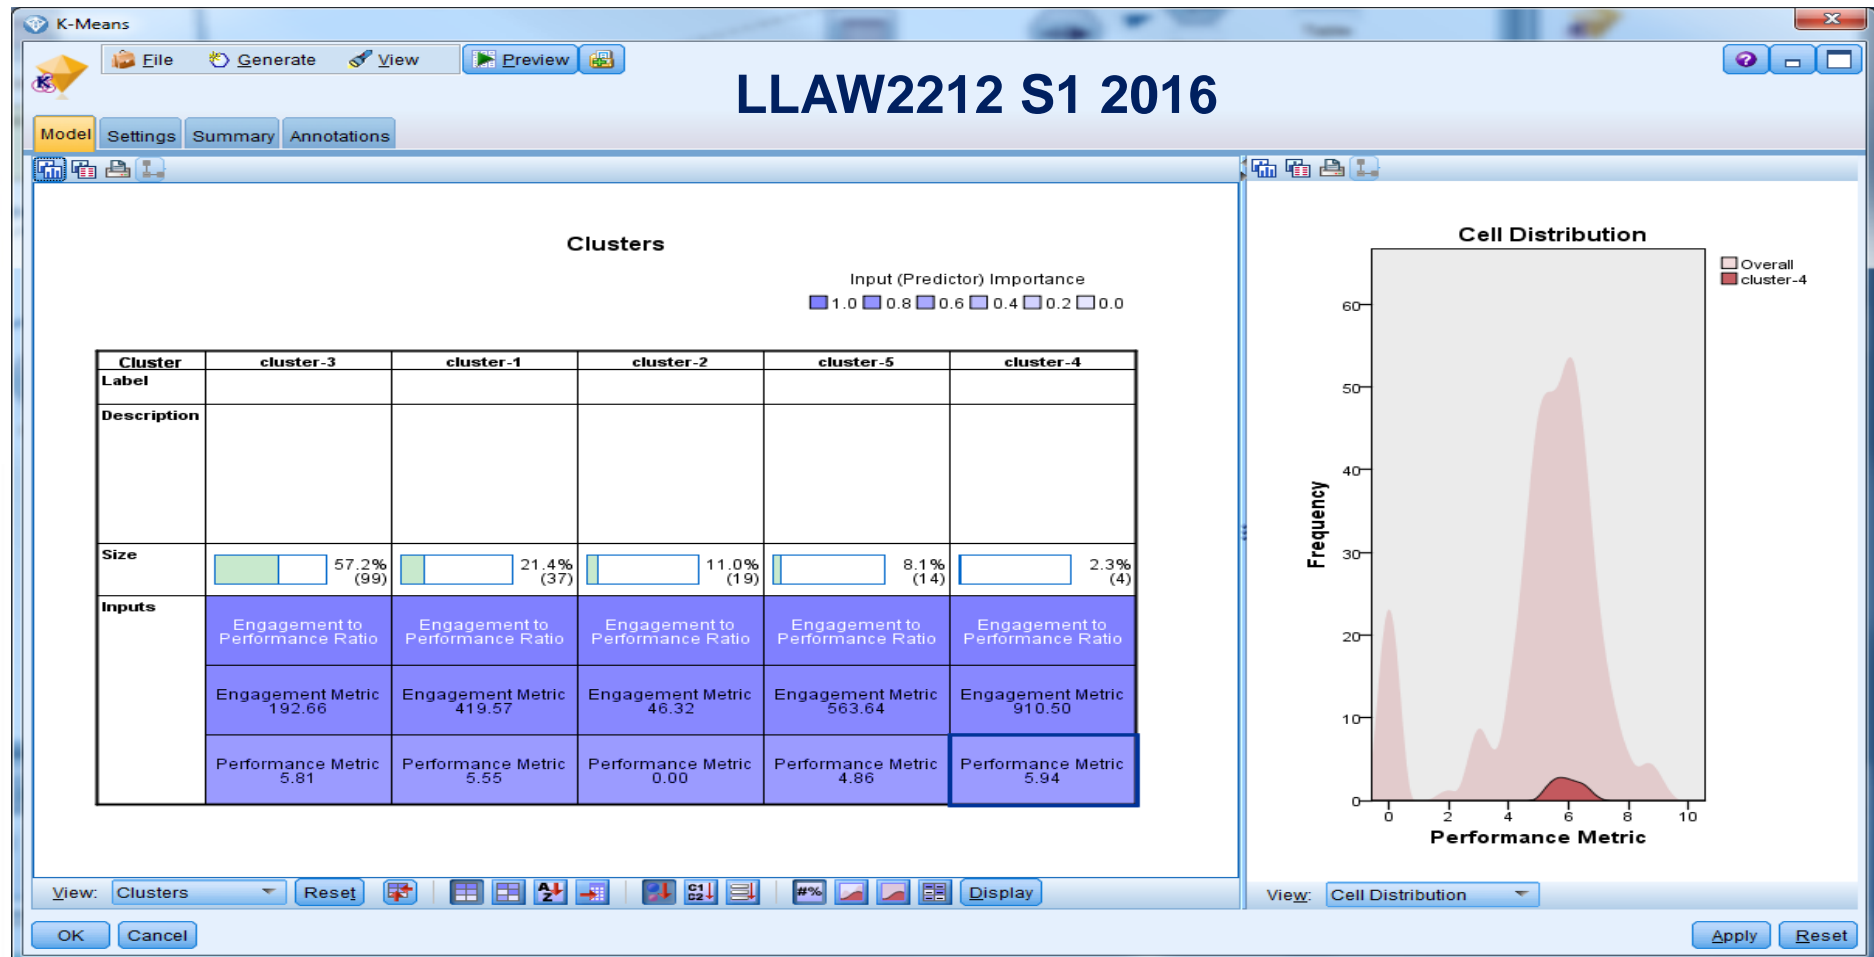 K-Means
File Generate View Preview
LLAW2212 S1 2016
Model Settings Summary Annotations
Clusters
Input (Predictor) Importance
1.0 0.8 0.6 0.4 0.2 0.0
Cluster cluster-3 cluster-1 cluster-2 cluster-5 cluster-4
Label
Description
Size 57.2% 21.4% 11.0% 8.1% 2.3%
(99) (37) (19) (14) (4)
Inputs
Engagement to Engagement to Engagement to Engagement to Engagement to
Performance Ratio Performance Ratio Performance Ratio Performance Ratio Performance Ratio
Engagement Metric Engagement Metric Engagement Metric Engagement Metric Engagement Metric
192.66 419.57 46.32 563.64 910.50
Performance Metric Performance Metric Performance Metric Performance Metric Performance Metric
5.81 5.55 0.00 4.86 5.94
View: Clusters Reset Display
Cell Distribution
Overall
cluster-4
60
50
40
30
20
10
0
Frequency
0 2 4 6 8 10
Performance Metric
View: Cell Distribution
OK Cancel Apply Reset